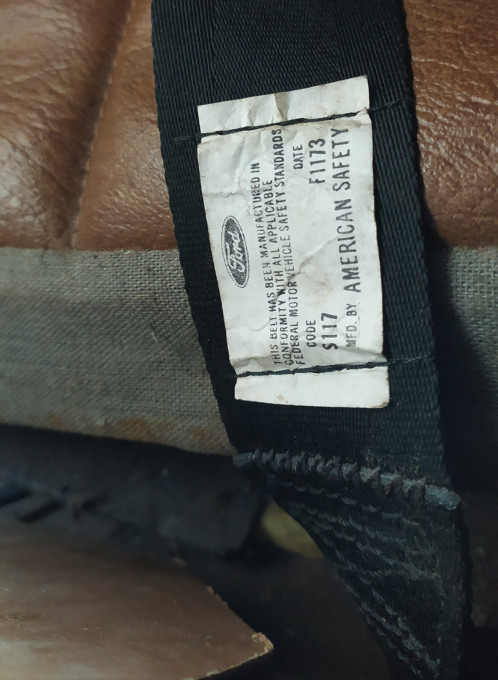 Ford
THIS BELT HAS BEEN MANUFACTURED IN
CONFORMITY WITH ALL APPLICABLE
FEDERAL MOTOR VEHICLE SAFETY STANDARDS
CODE DATE
S117 F1173
MFD. BY AMERICAN SAFETY